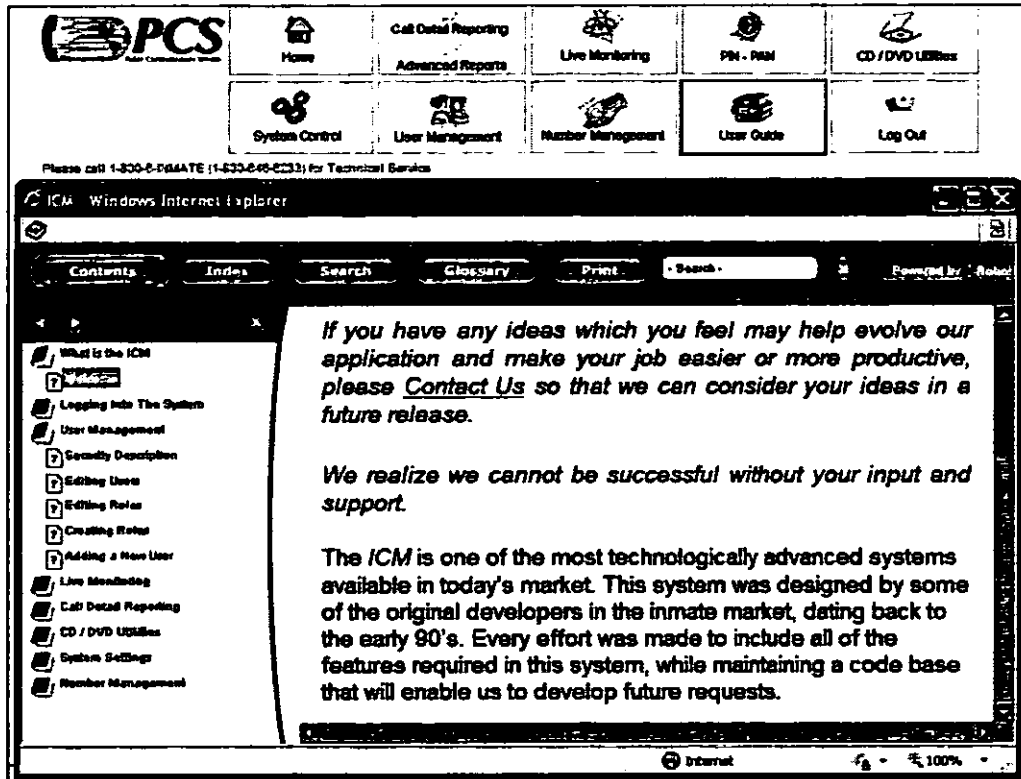 PCS
Home
Call Detail Reporting
Advanced Reports
Live Monitoring
PIN - PAN
CD / DVD Utilities
System Control
User Management
Number Management
User Guide
Log Out
Please call 1-800- for Technical Service
ICM Windows Internet Explorer
Contents Index Search Glossary Print - Search - Powered by
What is the ICM
Logging Into The System
User Management
Security Description
Editing Users
Editing Roles
Creating Roles
Adding a New User
Live Monitoring
Call Detail Reporting
CD / DVD Utilities
System Settings
Number Management
If you have any ideas which you feel may help evolve our
application and make your job easier or more productive,
please Contact Us so that we can consider your ideas in a
future release.
We realize we cannot be successful without your input and
support.
The ICM is one of the most technologically advanced systems
available in today's market. This system was designed by some
of the original developers in the inmate market, dating back to
the early 90's. Every effort was made to include all of the
features required in this system, while maintaining a code base
that will enable us to develop future requests.
Internet 100%